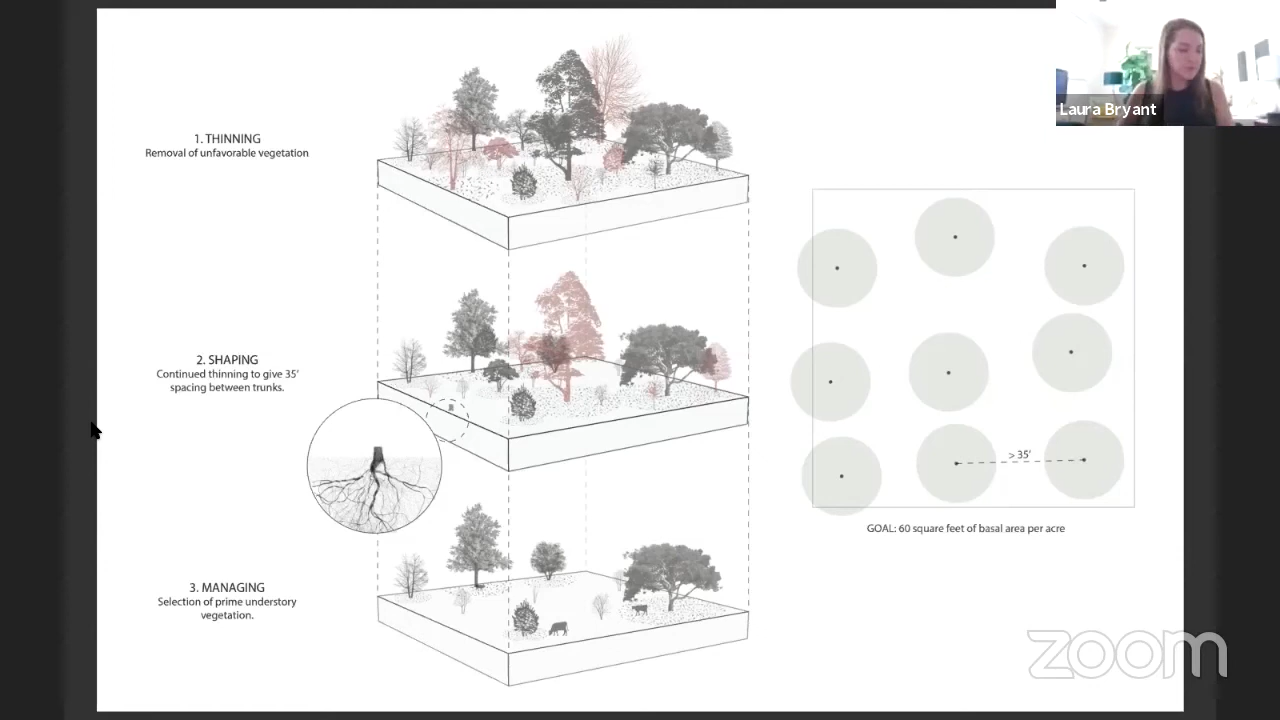 Laura Bryant
1. THINNING
Removal of unfavorable vegetation
2. SHAPING
Continued thinning to give 35'
spacing between trunks.
> 35'
GOAL: 60 square feet of basal area per acre
3. MANAGING
Selection of prime understory
vegetation.
zoom